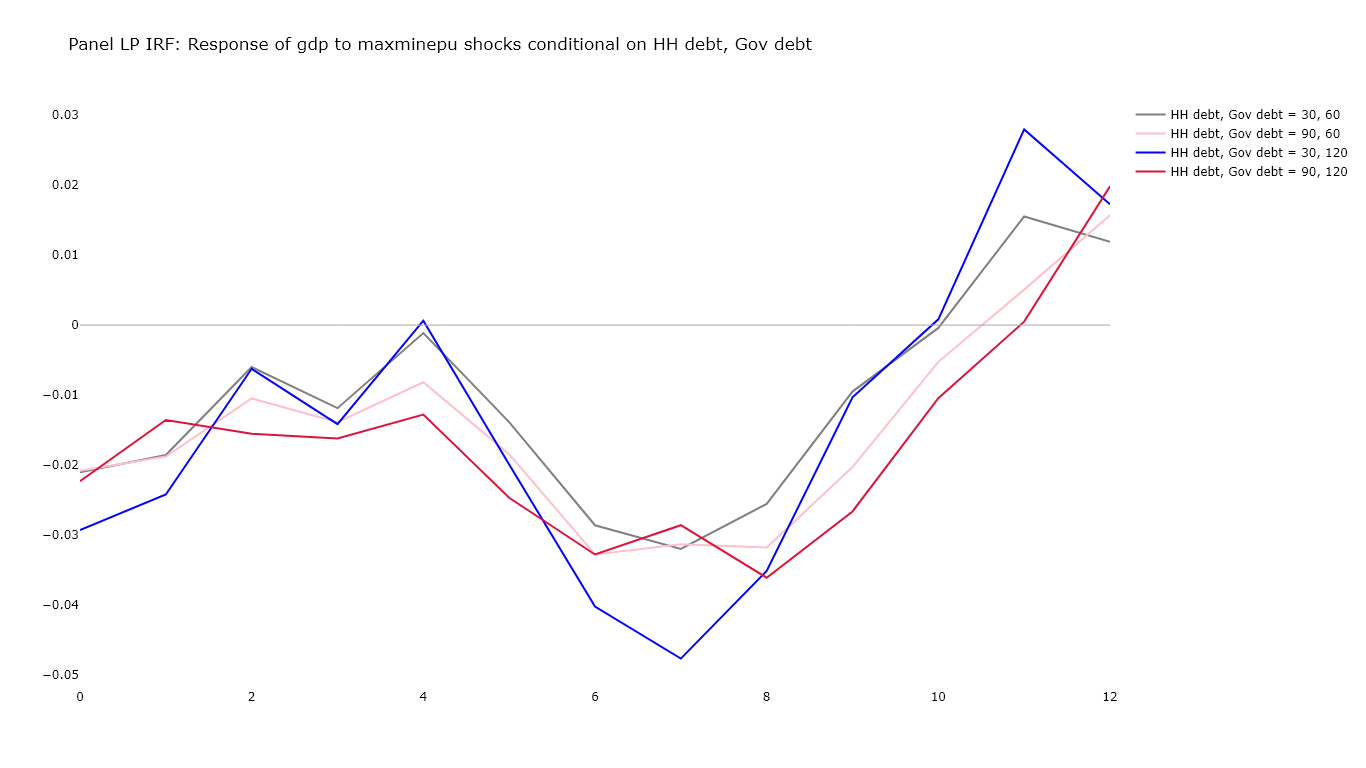 Panel LP IRF: Response of gdp to maxminepu shocks conditional on HH debt, Gov debt
0.03
0.02
0.01
0
−0.01
−0.02
−0.03
−0.04
−0.05
0 2 4 6 8 10 12
HH debt, Gov debt = 30, 60
HH debt, Gov debt = 90, 60
HH debt, Gov debt = 30, 120
HH debt, Gov debt = 90, 120